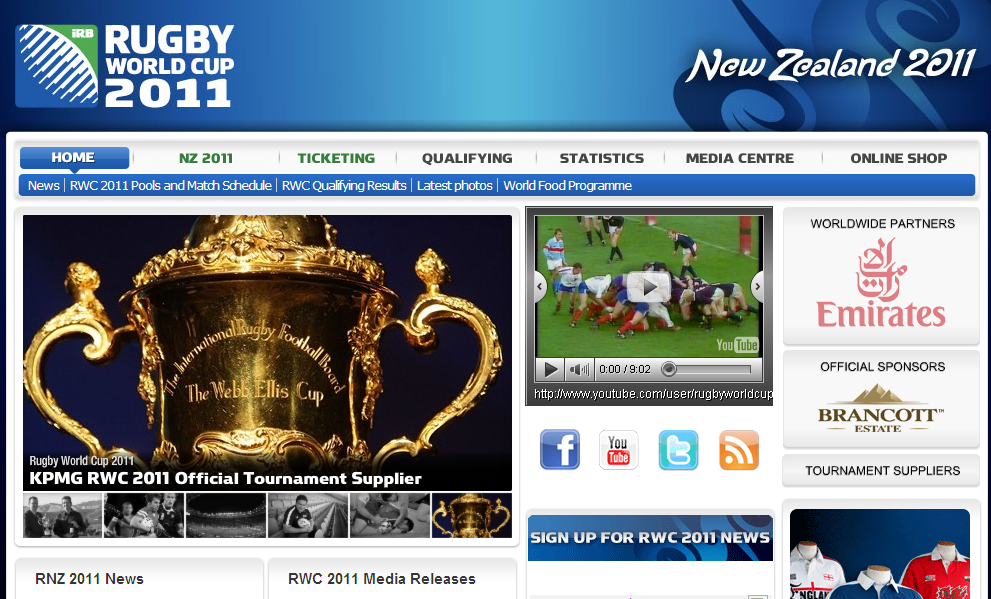 iRB
RUGBY
WORLD CUP
2011
New Zealand 2011
HOME
NZ 2011
TICKETING
QUALIFYING
STATISTICS
MEDIA CENTRE
ONLINE SHOP
News | RWC 2011 Pools and Match Schedule | RWC Qualifying Results | Latest photos | World Food Programme
The International Rugby Football Board
The Webb Ellis Cup
Rugby World Cup 2011
KPMG RWC 2011 Official Tournament Supplier
RNZ 2011 News
RWC 2011 Media Releases
YouTube
0:00 / 9:02
http://www.youtube.com/user/rugbyworldcup
f
You
Tube
t
SIGN UP FOR RWC 2011 NEWS
WORLDWIDE PARTNERS
Emirates
OFFICIAL SPONSORS
BRANCOTT™
ESTATE
TOURNAMENT SUPPLIERS